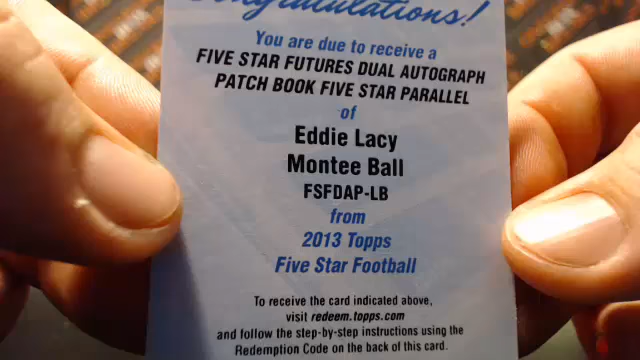 Congratulations!
You are due to receive a
FIVE STAR FUTURES DUAL AUTOGRAPH
PATCH BOOK FIVE STAR PARALLEL
of
Eddie Lacy
Montee Ball
FSFDAP-LB
from
2013 Topps
Five Star Football
To receive the card indicated above,
visit redeem.topps.com
and follow the step-by-step instructions using the
Redemption Code on the back of this card.